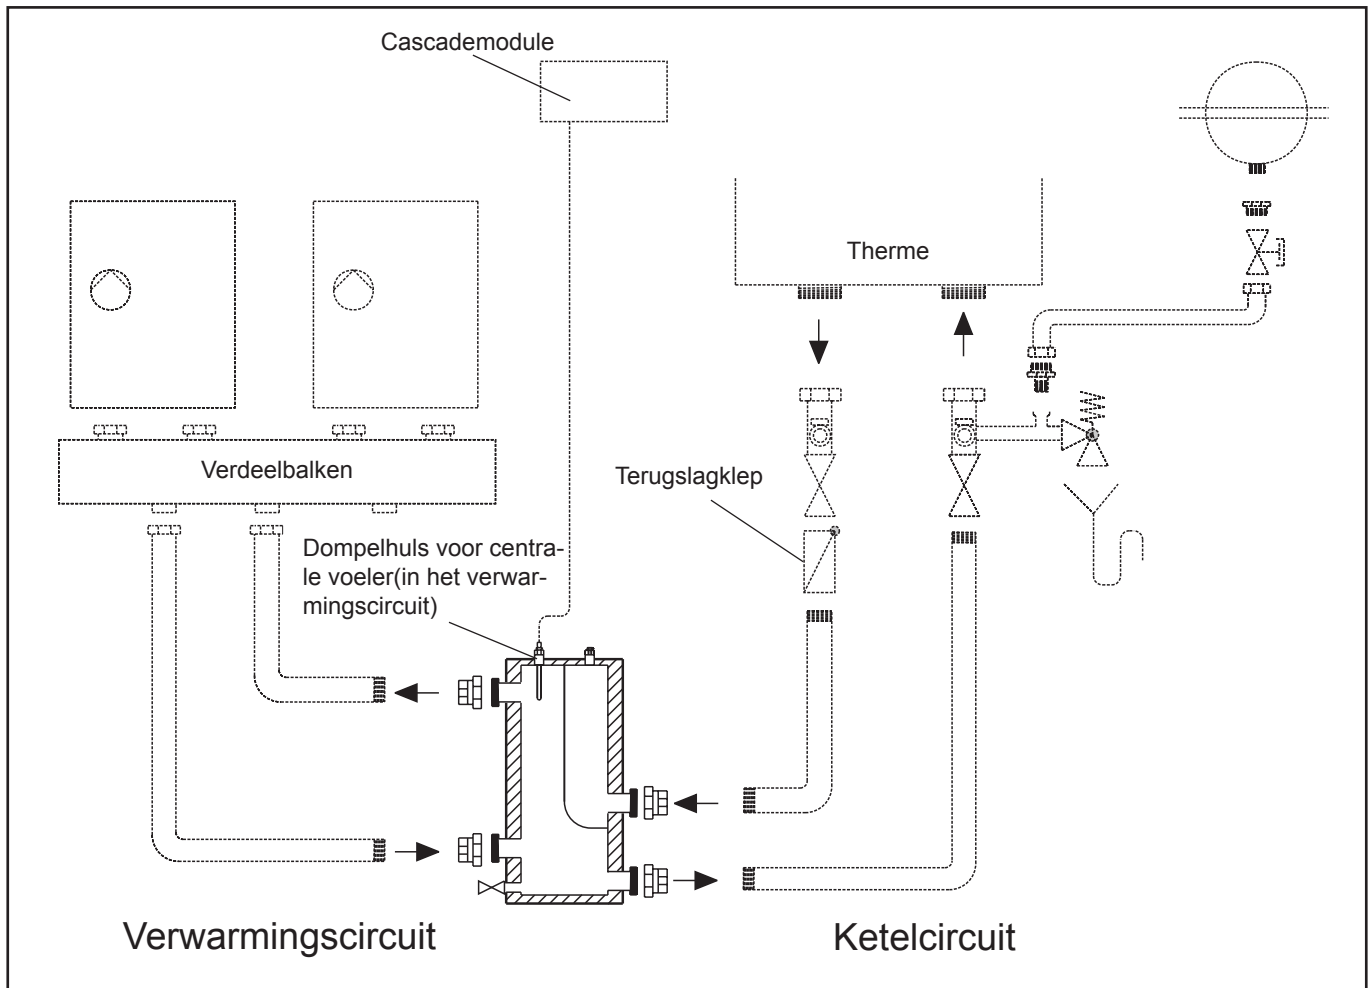 Cascademodule
Therme
Verdeelbalken
Terugslagklep
Dompelhuls voor centra-
le voeler(in het verwar-
mingscircuit)
Verwarmingscircuit
Ketelcircuit